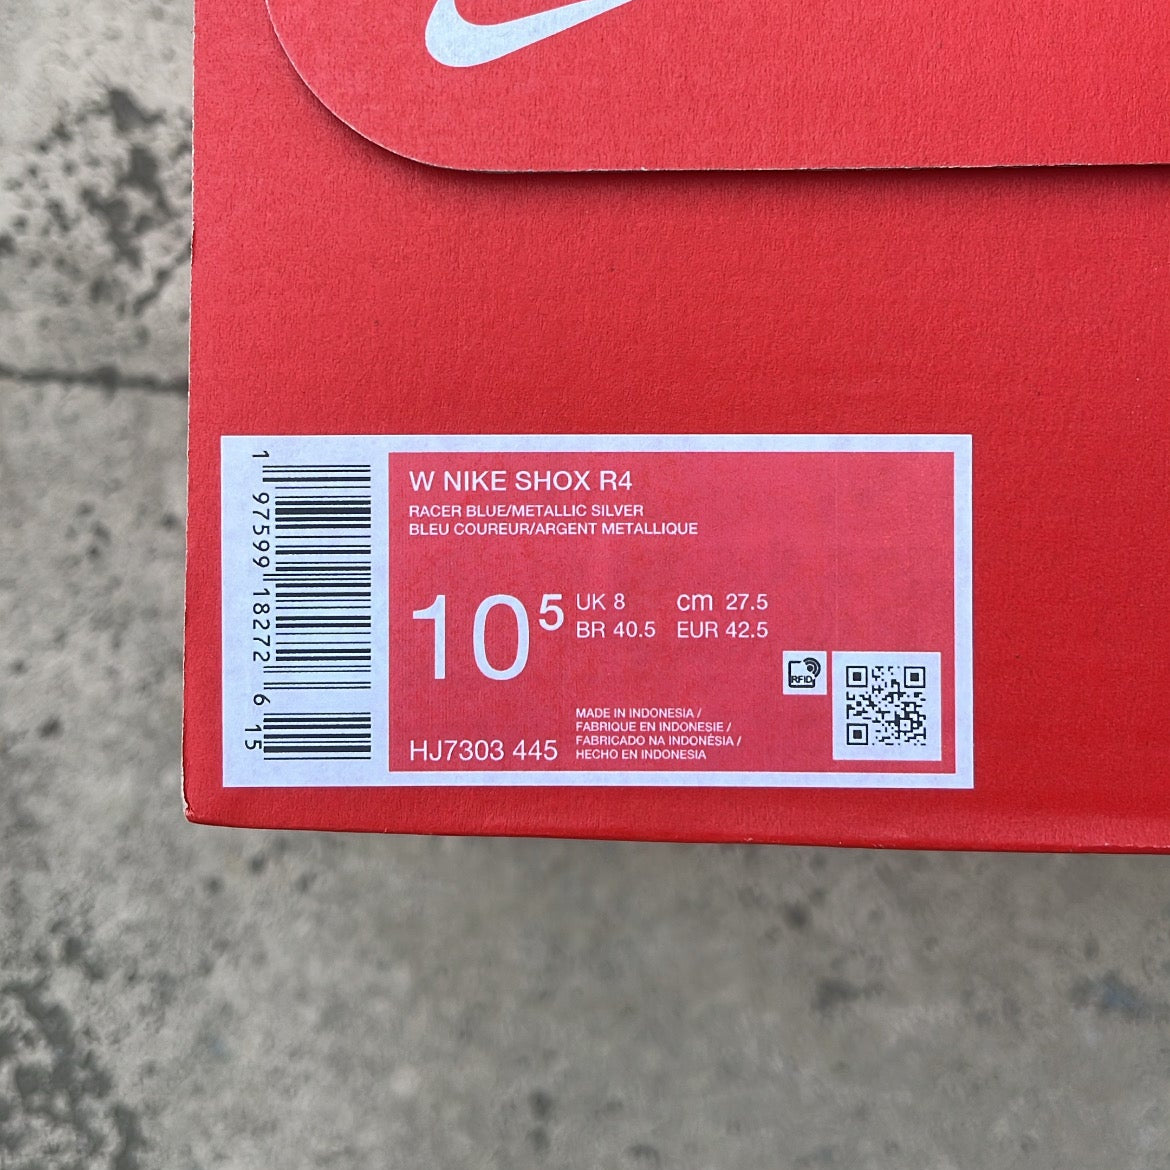 W NIKE SHOX R4
RACER BLUE/METALLIC SILVER
BLEU COUREUR/ARGENT METALLIQUE
10⁵
UK 8 cm 27.5
BR 40.5 EUR 42.5
RFID
HJ7303 445
MADE IN INDONESIA /
FABRIQUE EN INDONESIE /
FABRICADO NA INDONÉSIA /
HECHO EN INDONESIA
1 97599 18272 6 15